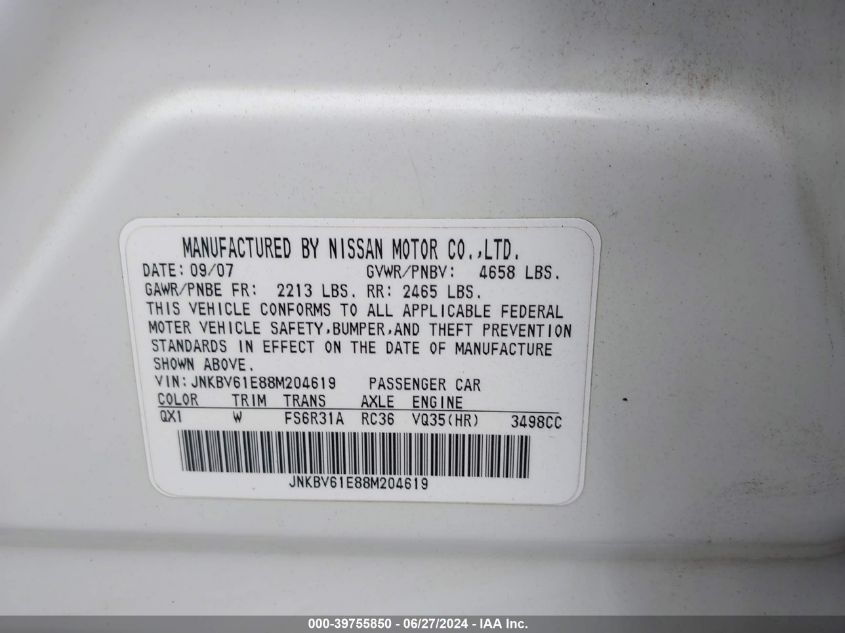 MANUFACTURED BY NISSAN MOTOR CO.,LTD.
DATE: 09/07 GVWR/PNBV: 4658 LBS.
GAWR/PNBE FR: 2213 LBS. RR: 2465 LBS.
THIS VEHICLE CONFORMS TO ALL APPLICABLE FEDERAL
MOTER VEHICLE SAFETY,BUMPER,AND THEFT PREVENTION
STANDARDS IN EFFECT ON THE DATE OF MANUFACTURE
SHOWN ABOVE.
VIN: JNKBV61E88M204619 PASSENGER CAR
COLOR TRIM TRANS AXLE ENGINE
QX1 W FS6R31A RC36 VQ35(HR) 3498CC
JNKBV61E88M204619
000-39755850 - 06/27/2024 - IAA Inc.